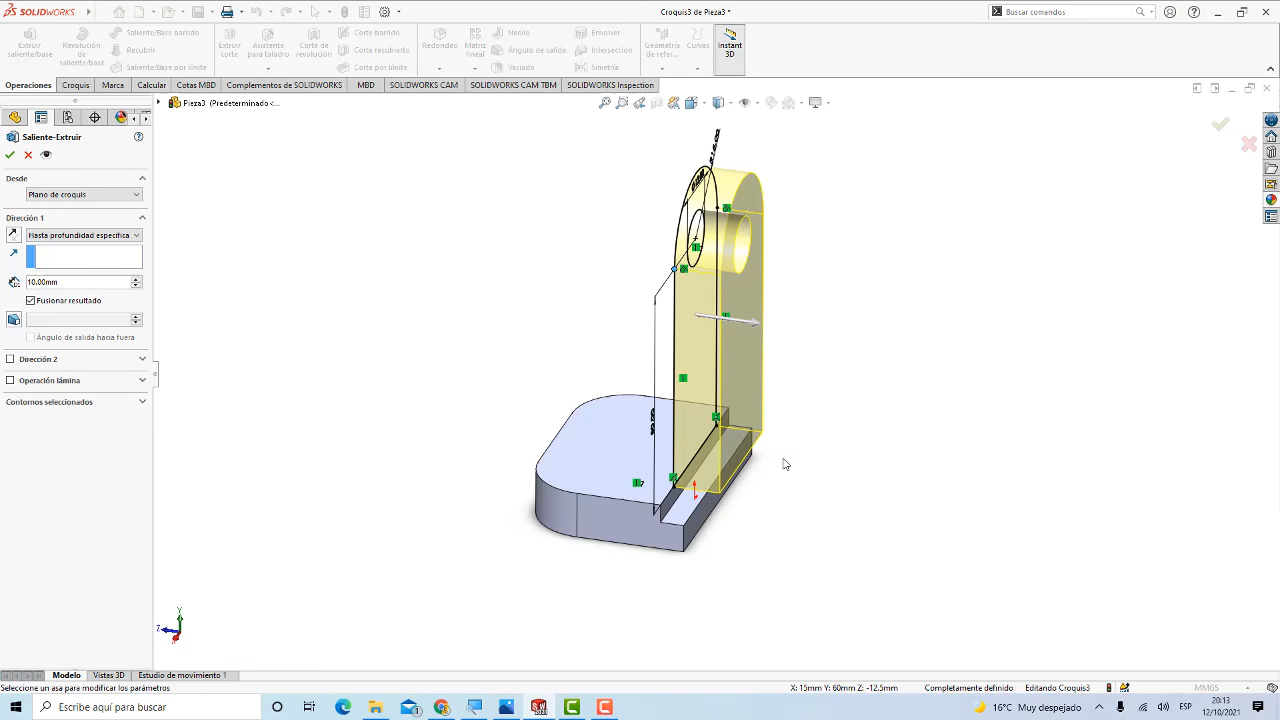 SOLIDWORKS
Croquis3 de Pieza3 *
Buscar comandos
Extruir saliente/base
Revolución de saliente/base
Saliente/Base barrido
Recubrir
Saliente/Base por límite
Extruir corte
Asistente para taladro
Corte de revolución
Corte barrido
Corte recubierto
Corte por límite
Redondeo
Matriz lineal
Nervio
Ángulo de salida
Vaciado
Envolver
Intersección
Simetría
Geometría de refer...
Curvas
Instant 3D
Operaciones
Croquis
Marca
Calcular
Cotas MBD
Complementos de SOLIDWORKS
MBD
SOLIDWORKS CAM
SOLIDWORKS CAM TBM
SOLIDWORKS Inspection
Pieza3 (Predeterminado <...
Saliente-Extruir
Desde
Plano de croquis
Dirección 1
Hasta profundidad especifica
10.00mm
Fusionar resultado
Ángulo de salida hacia fuera
Dirección 2
Operación lámina
Contornos seleccionados
Y
Z
X
Modelo
Vistas 3D
Estudio de movimiento 1
Seleccione un asa para modificar los parámetros
X: 15mm Y: 60mm Z: -12.5mm
Completamente definido
Editando Croquis3
MMGS
Escribe aquí para buscar
16°C Muy despejado
ESP
20:13
12/10/2021